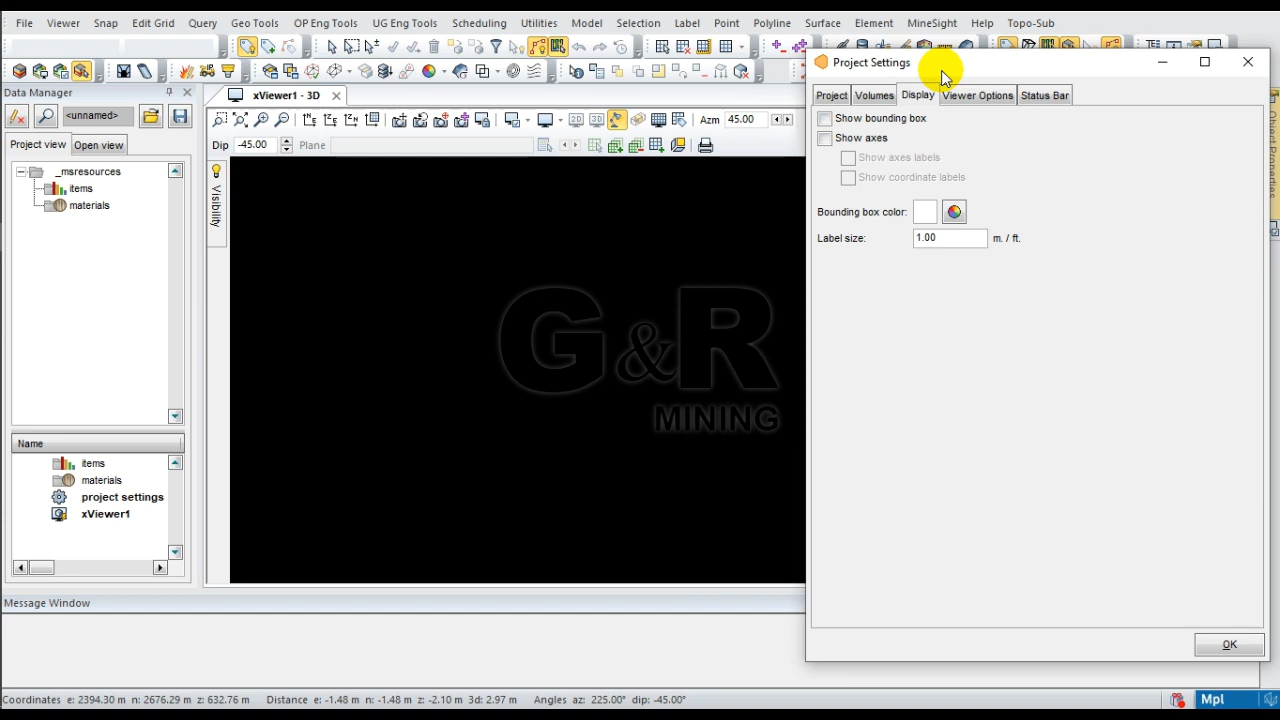 File Viewer Snap Edit Grid Query Geo Tools OP Eng Tools UG Eng Tools Scheduling Utilities Model Selection Label Point Polyline Surface Element MineSight Help Topo-Sub
Data Manager
<unnamed>
Project view Open view
_msresources
items
materials
Name
items
materials
project settings
xViewer1
xViewer1 - 3D
2D 3D Azm 45.00
Dip -45.00 Plane
Visibility
G&R
MINING
Project Settings
Project Volumes Display Viewer Options Status Bar
Show bounding box
Show axes
Show axes labels
Show coordinate labels
Bounding box color:
Label size: 1.00 m. / ft.
OK
Object Properties
Message Window
Coordinates e: 2394.30 m n: 2676.29 m z: 632.76 m Distance e: -1.48 m n: -1.48 m z: -2.10 m 3d: 2.97 m Angles az: 225.00° dip: -45.00°
Mpl